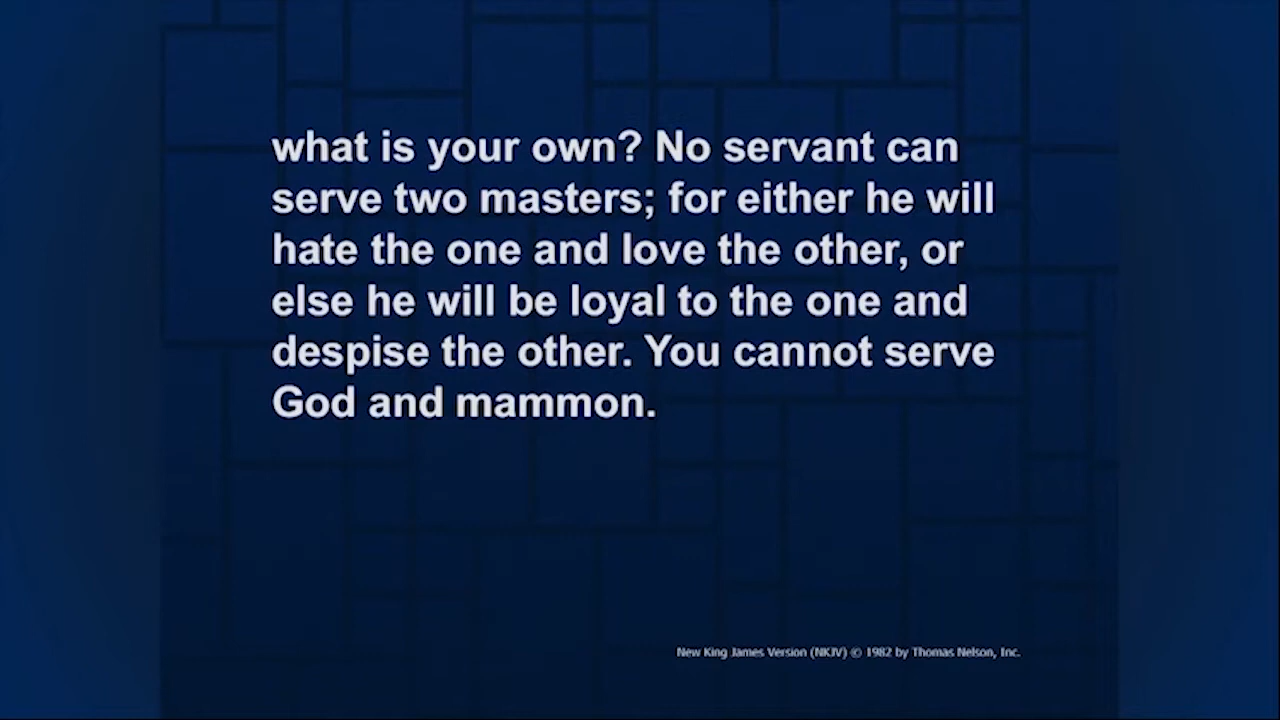 what is your own? No servant can
serve two masters; for either he will
hate the one and love the other, or
else he will be loyal to the one and
despise the other. You cannot serve
God and mammon.
New King James Version (NKJV) © 1982 by Thomas Nelson, Inc.